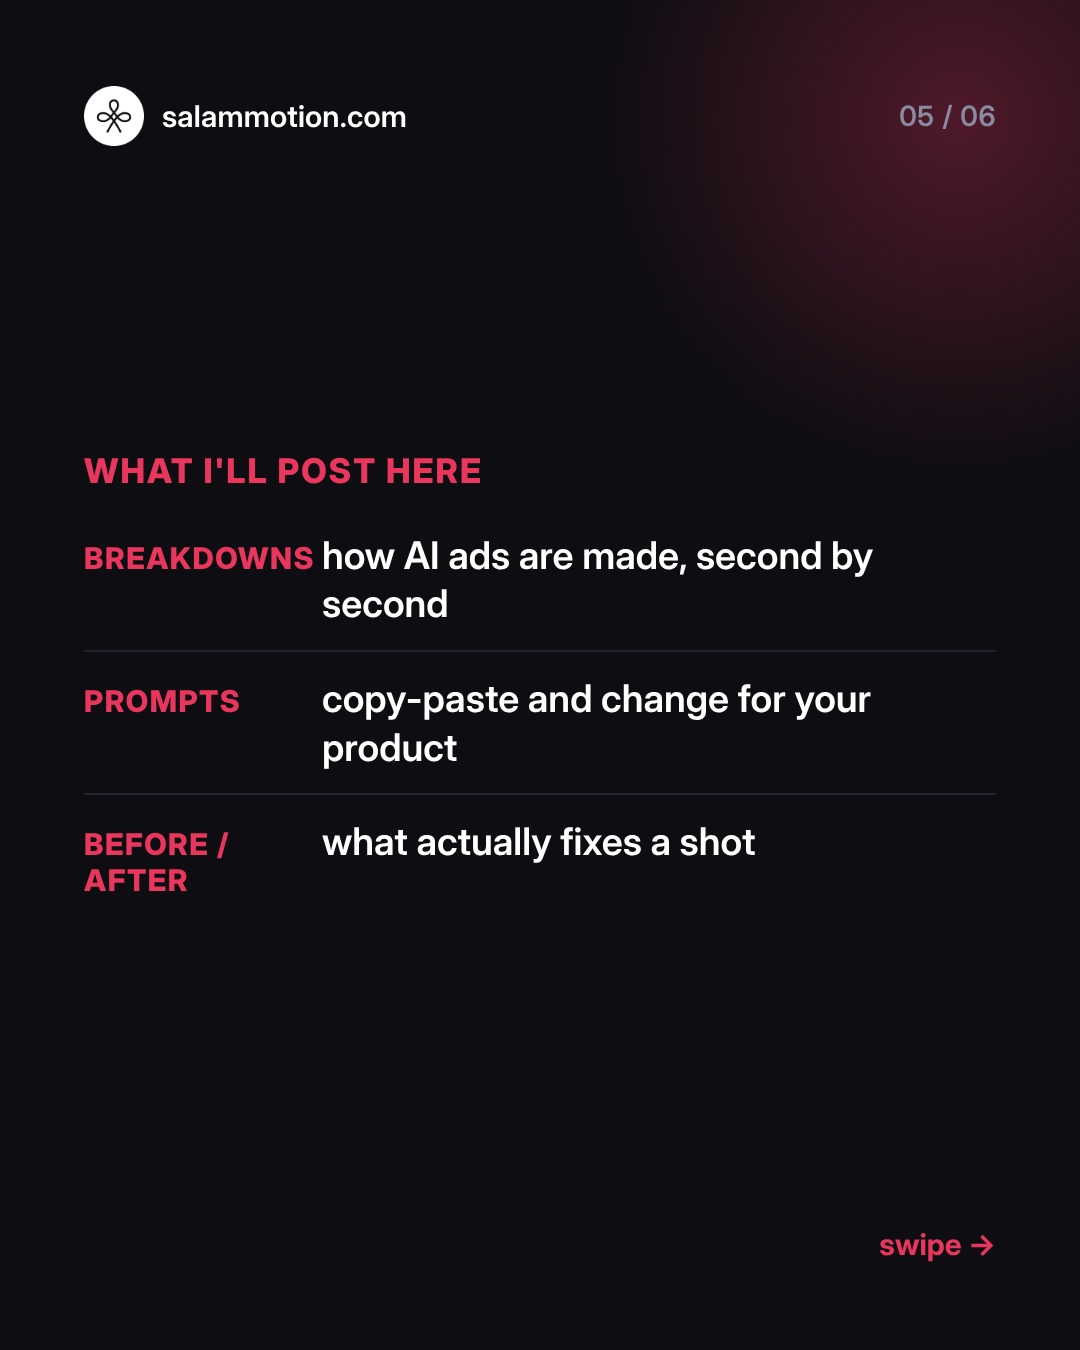 salammotion.com
05 / 06
WHAT I'LL POST HERE
BREAKDOWNS how AI ads are made, second by
second
PROMPTS copy-paste and change for your
product
BEFORE / what actually fixes a shot
AFTER
swipe →